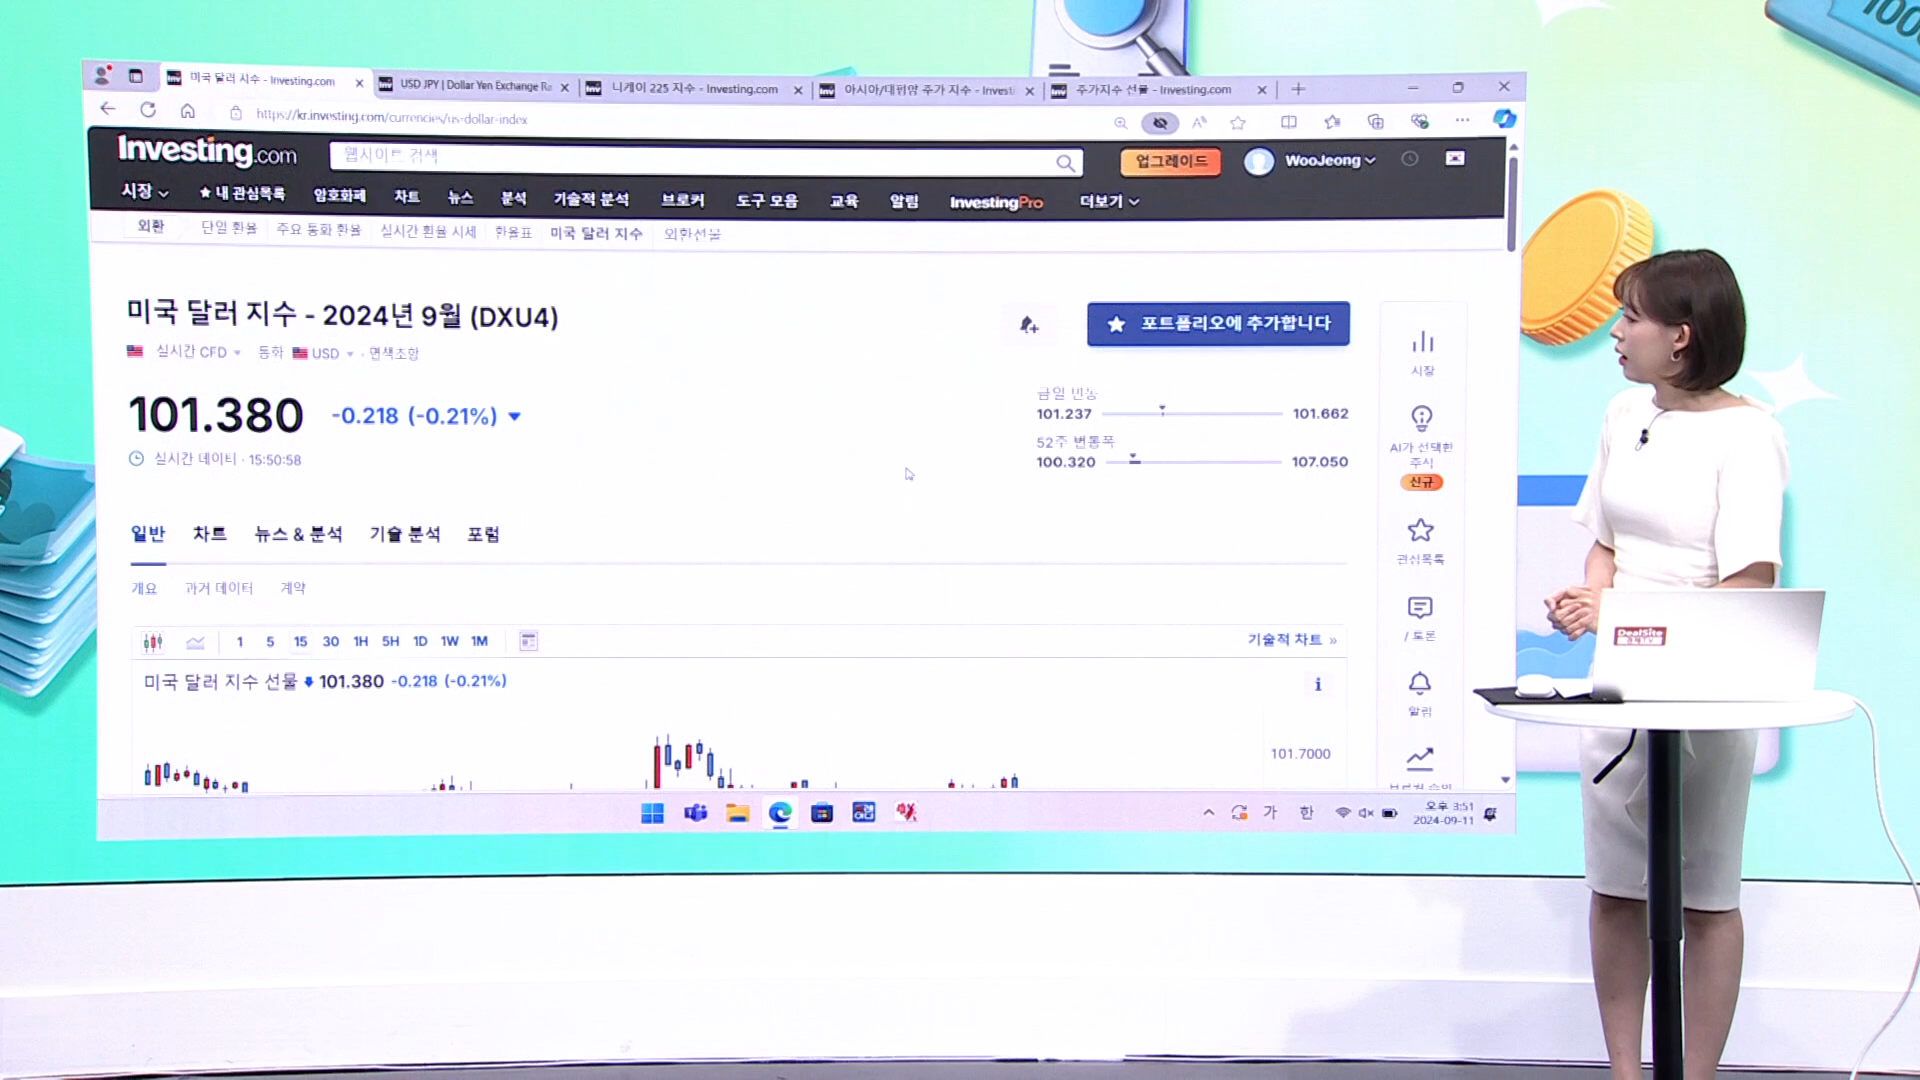 1000
미국 달러 지수 - Investing.com
USD JPY | Dollar Yen Exchange Ra
니케이 225 지수 - Investing.com
아시아/태평양 주가 지수 - Investi
주가지수 선물 - Investing.com
https://kr.investing.com/currencies/us-dollar-index
Investing.com
웹사이트 검색
업그레이드
WooJeong
시장
내 관심목록
암호화폐
차트
뉴스
분석
기술적 분석
브로커
도구 모음
교육
알림
InvestingPro
더보기
외환
단일 환율
주요 통화 환율
실시간 환율 시세
환율표
미국 달러 지수
외환선물
미국 달러 지수 - 2024년 9월 (DXU4)
포트폴리오에 추가합니다
실시간 CFD
통화
USD
면책조항
101.380
-0.218 (-0.21%)
실시간 데이터 · 15:50:58
금일 변동
101.237
101.662
52주 변동폭
100.320
107.050
시장
AI가 선택한
주식
신규
관심목록
/ 토론
알림
일반
차트
뉴스 & 분석
기술 분석
포럼
개요
과거 데이터
계약
1 5 15 30 1H 5H 1D 1W 1M
기술적 차트 »
미국 달러 지수 선물 101.380 -0.218 (-0.21%)
101.7000
가
한
오후 3:51
2024-09-11
DealSite
경제TV